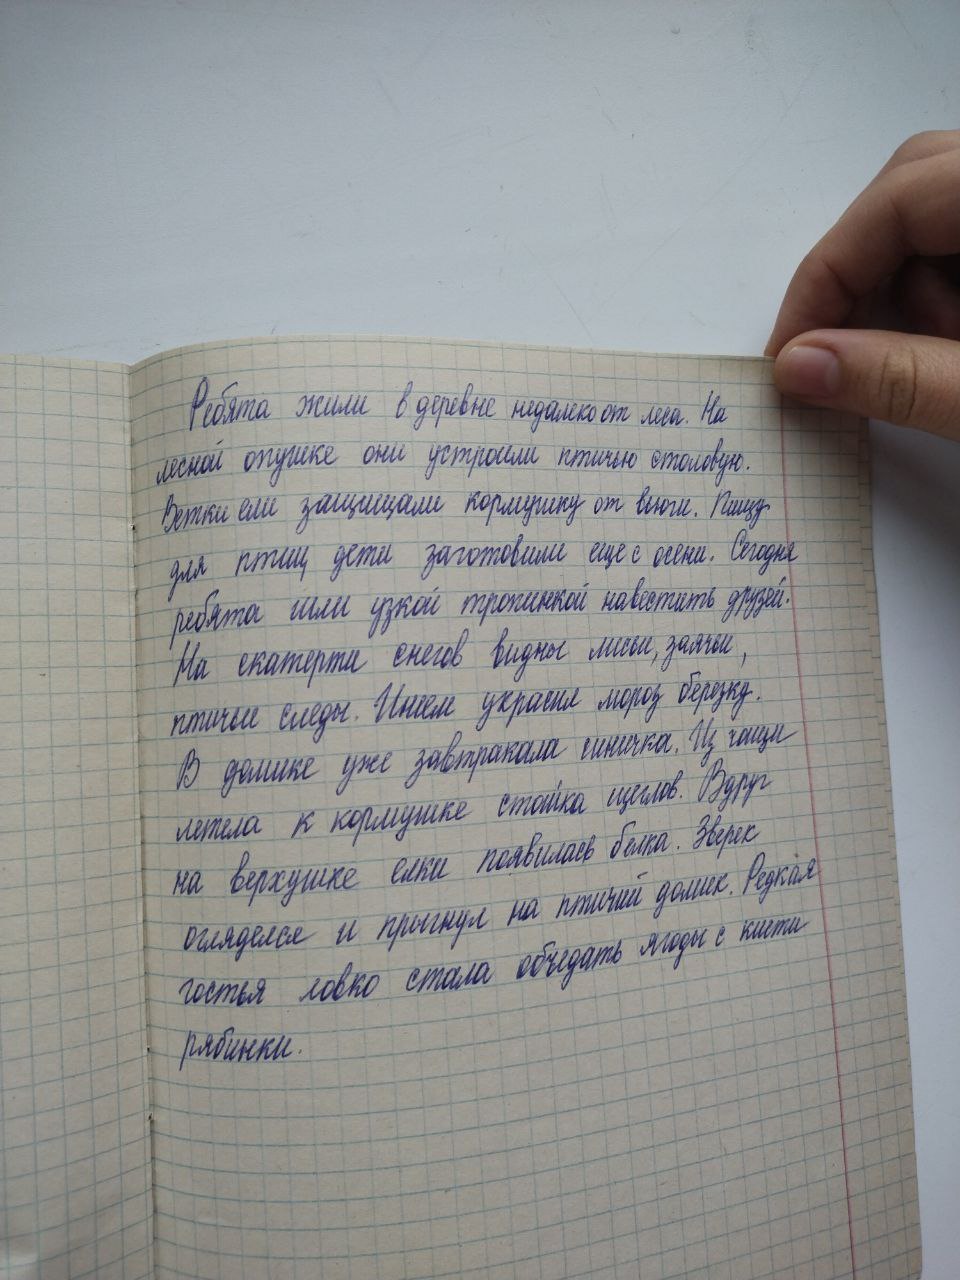 Ребята жили в деревне недалеко от леса. На
лесной опушке они устроили птичью столовую.
Ветки ели защищали кормушку от вьюги. Пищу
для птиц дети заготовили еще с осени. Сегодня
ребята шли узкой тропинкой навестить друзей.
На скатерти снегов видны лисьи, заячьи,
птичьи следы. Инеем украсил мороз березку.
В домике уже завтракала синичка. Из чащи
летела к кормушке стайка щеглов. Вдруг
на верхушке елки появилась белка. Зверек
огляделся и прыгнул на птичий домик. Редкая
гостья ловко стала объедать ягоды с кисти
рябинки.